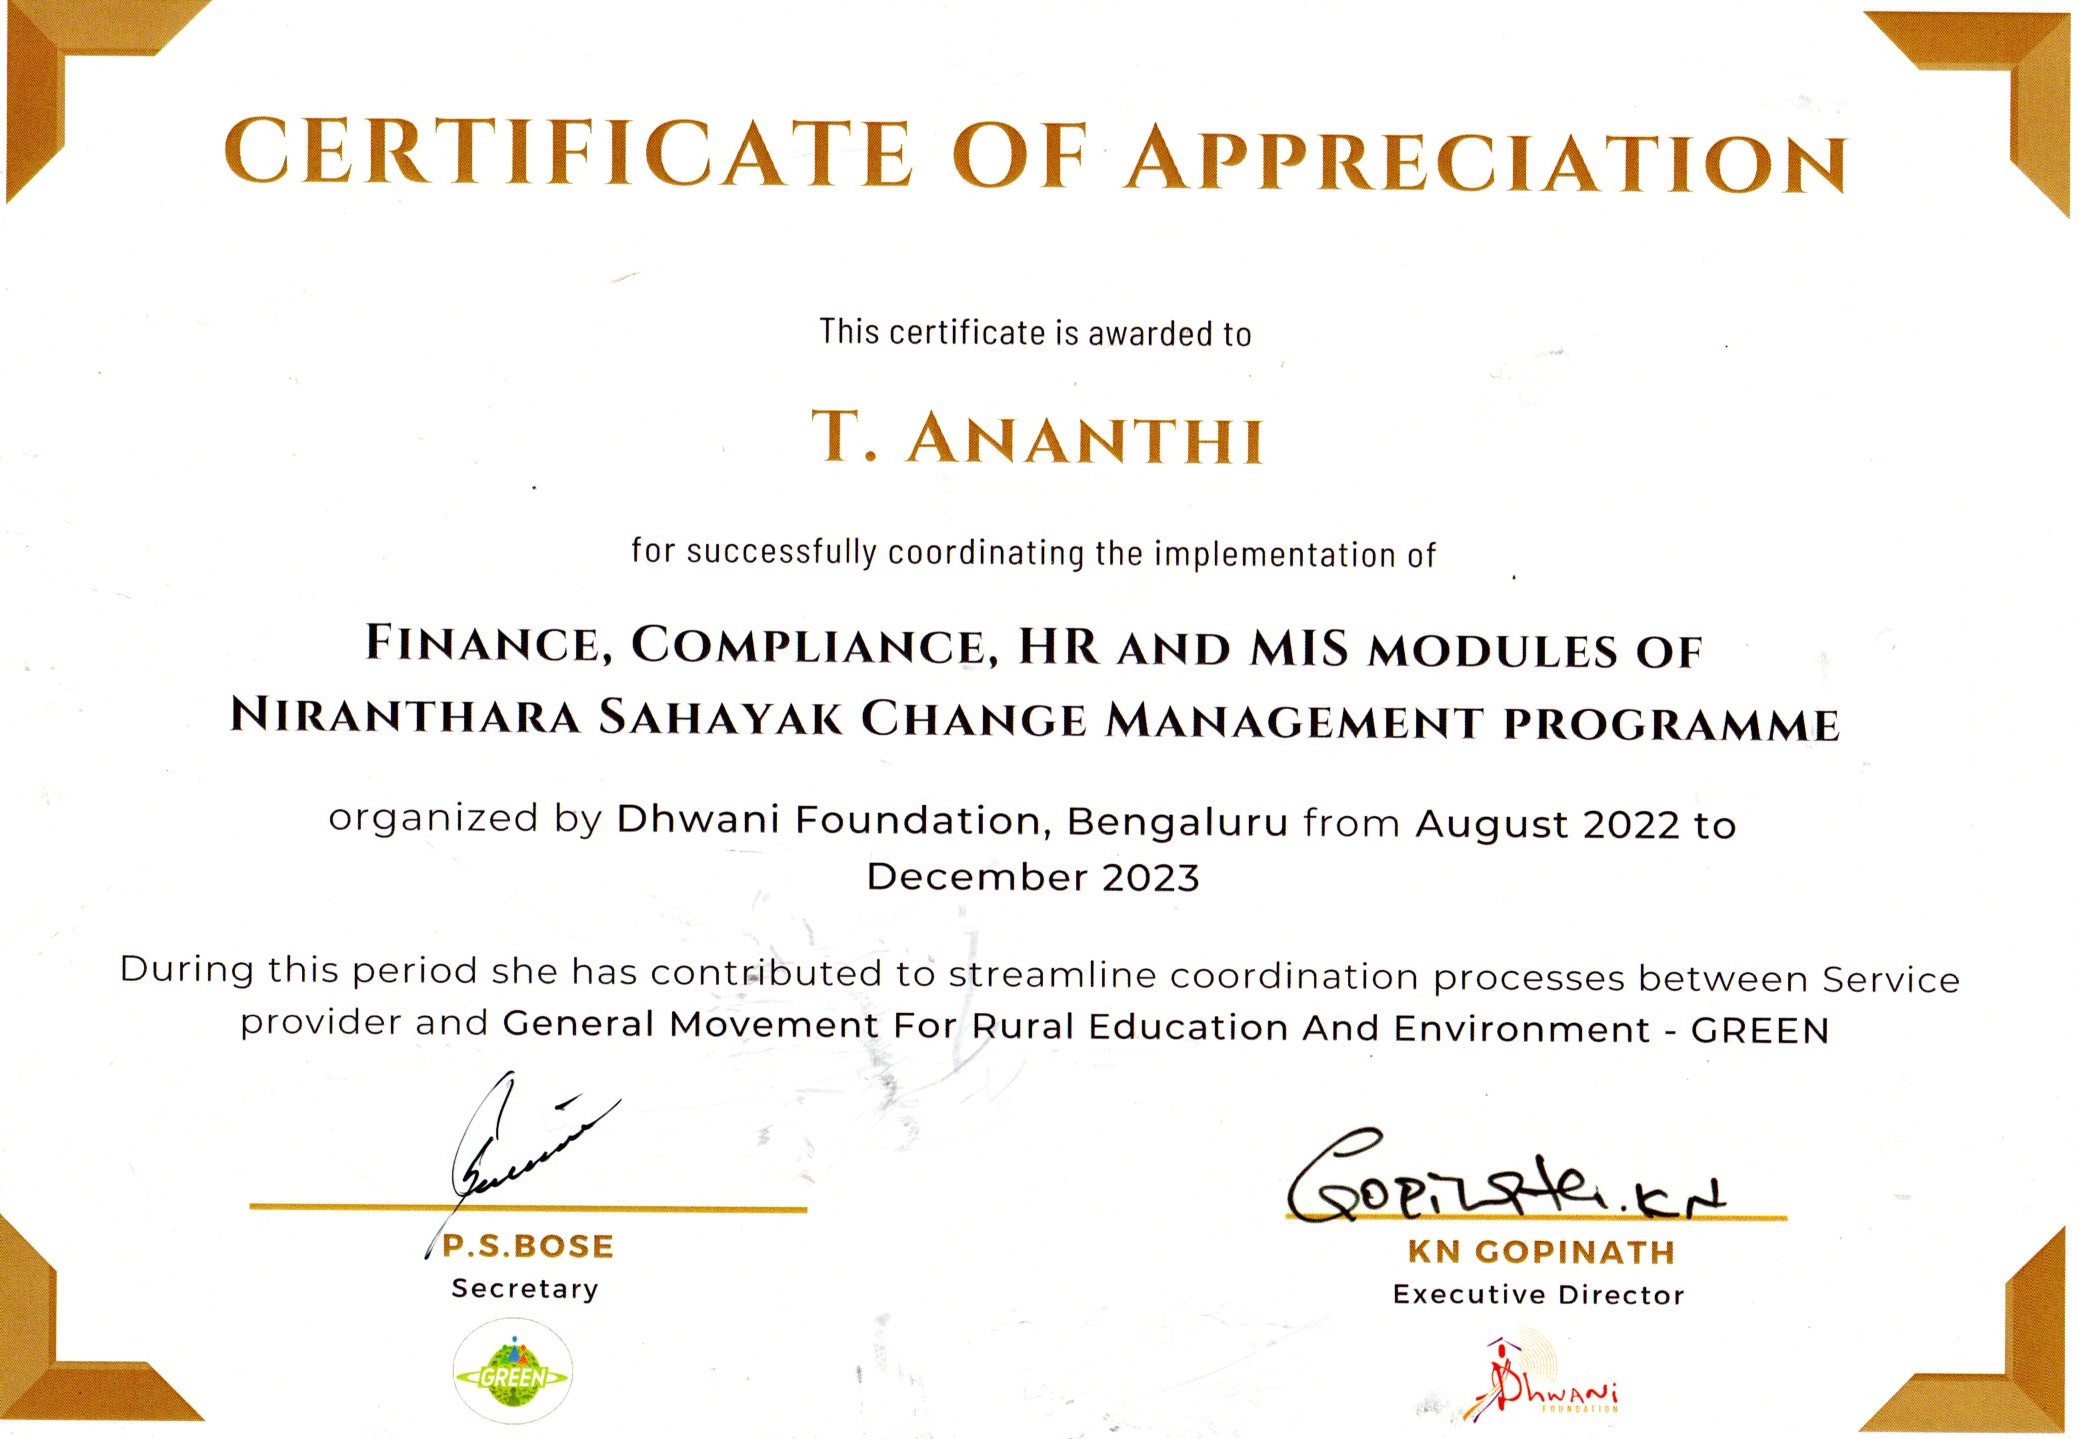 CERTIFICATE OF APPRECIATION
This certificate is awarded to
T. ANANTHI
for successfully coordinating the implementation of
FINANCE, COMPLIANCE, HR AND MIS MODULES OF
NIRANTHARA SAHAYAK CHANGE MANAGEMENT PROGRAMME
organized by Dhwani Foundation, Bengaluru from August 2022 to
December 2023
During this period she has contributed to streamline coordination processes between Service
provider and General Movement For Rural Education And Environment - GREEN
Gopinath.KN
P.S.BOSE
KN GOPINATH
Secretary
Executive Director
GREEN
Dhwani
FOUNDATION